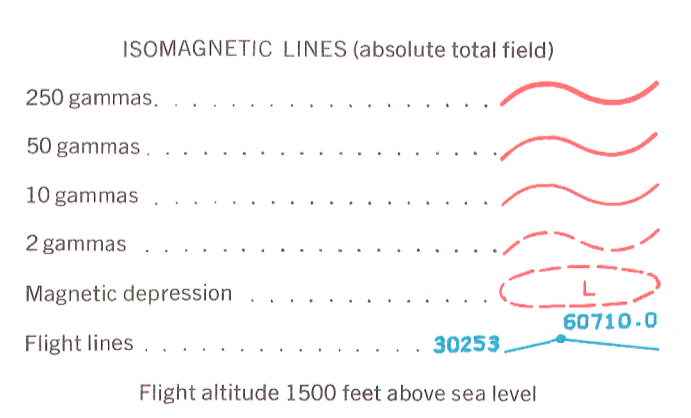 ISOMAGNETIC LINES (absolute total field)
250 gammas. . . . . . . . . . . . . . . . . .
50 gammas . . . . . . . . . . . . . . . . . .
10 gammas . . . . . . . . . . . . . . . . . .
2 gammas . . . . . . . . . . . . . . . . . .
Magnetic depression . . . . . . . . . . . . L
60710.0
Flight lines . . . . . . . . . . . . . 30253
Flight altitude 1500 feet above sea level